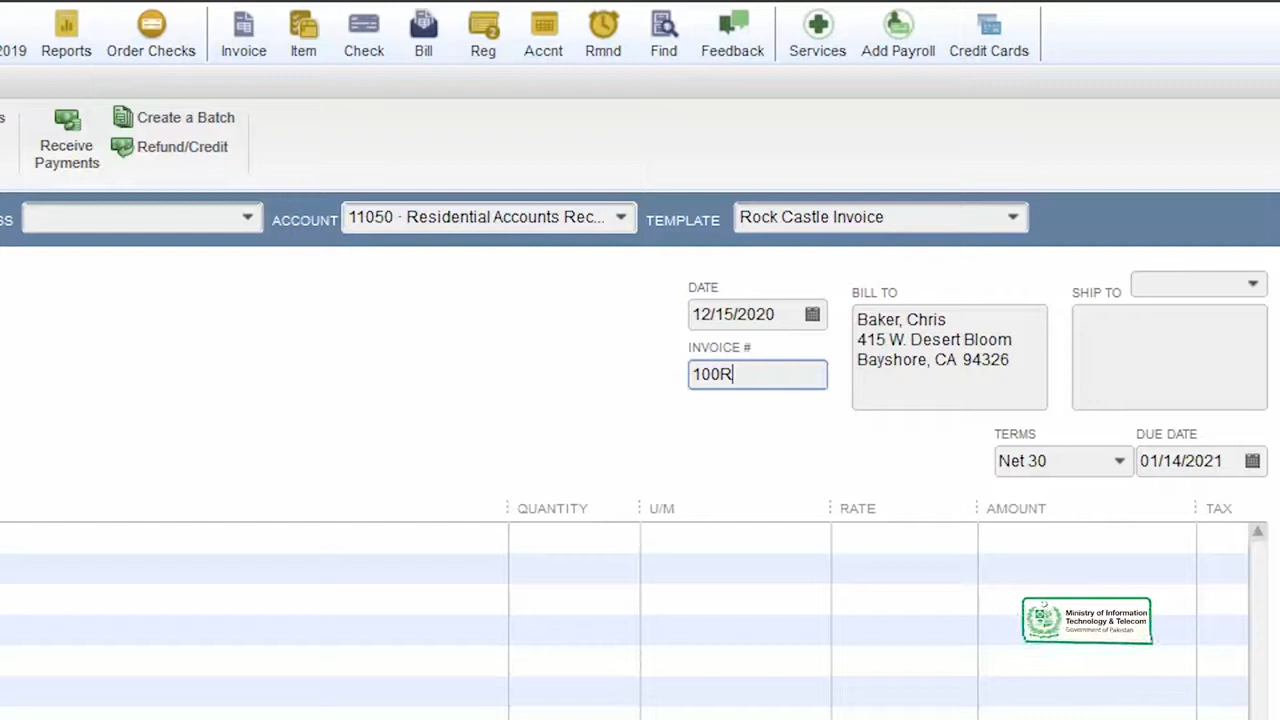 2019 Reports Order Checks Invoice Item Check Bill Reg Accnt Rmnd Find Feedback Services Add Payroll Credit Cards
s
Receive
Payments
Create a Batch
Refund/Credit
SS
ACCOUNT 11050 · Residential Accounts Rec... TEMPLATE Rock Castle Invoice
DATE
12/15/2020
INVOICE #
100R
BILL TO
Baker, Chris
415 W. Desert Bloom
Bayshore, CA 94326
SHIP TO
TERMS
Net 30
DUE DATE
01/14/2021
QUANTITY U/M RATE AMOUNT TAX
Ministry of Information
Technology & Telecom
Government of Pakistan